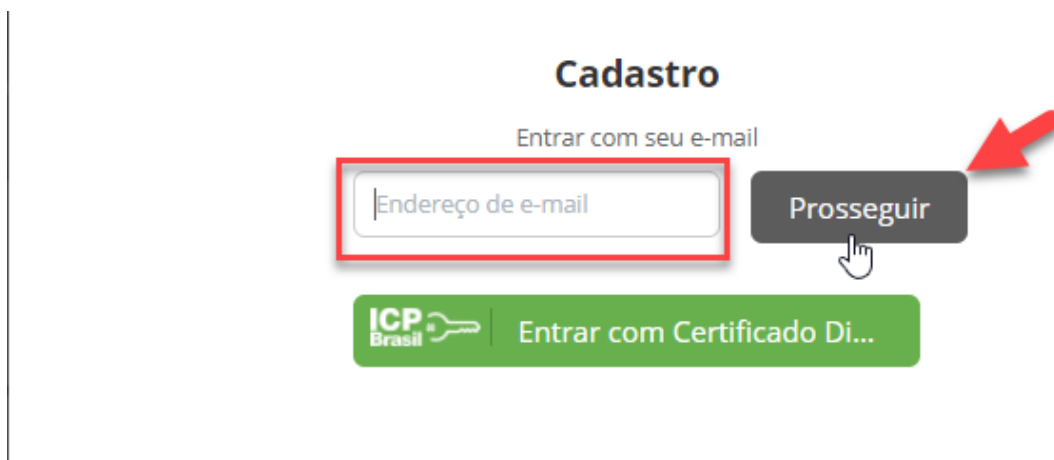 Cadastro
Entrar com seu e-mail
Endereço de e-mail
Prosseguir
ICP
Brasil
Entrar com Certificado Di...